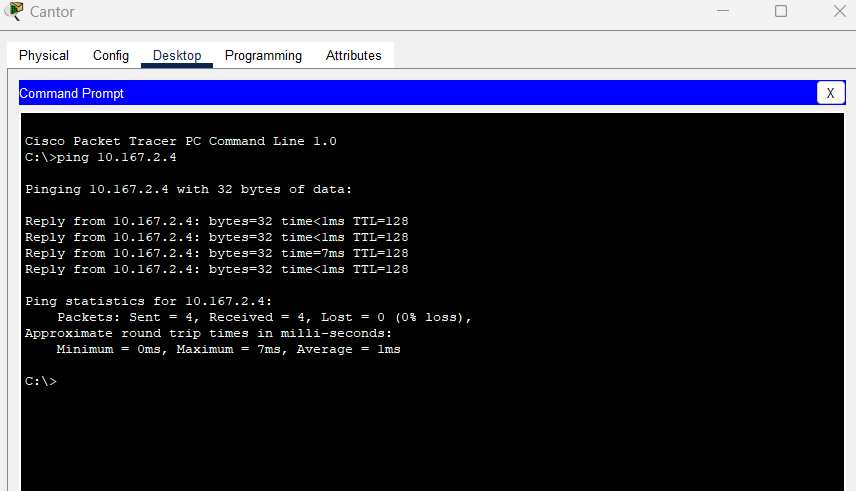 Cantor
Physical Config Desktop Programming Attributes
Command Prompt X
Cisco Packet Tracer PC Command Line 1.0
C:\>ping 10.167.2.4
Pinging 10.167.2.4 with 32 bytes of data:
Reply from 10.167.2.4: bytes=32 time<1ms TTL=128
Reply from 10.167.2.4: bytes=32 time<1ms TTL=128
Reply from 10.167.2.4: bytes=32 time=7ms TTL=128
Reply from 10.167.2.4: bytes=32 time<1ms TTL=128
Ping statistics for 10.167.2.4:
Packets: Sent = 4, Received = 4, Lost = 0 (0% loss),
Approximate round trip times in milli-seconds:
Minimum = 0ms, Maximum = 7ms, Average = 1ms
C:\>